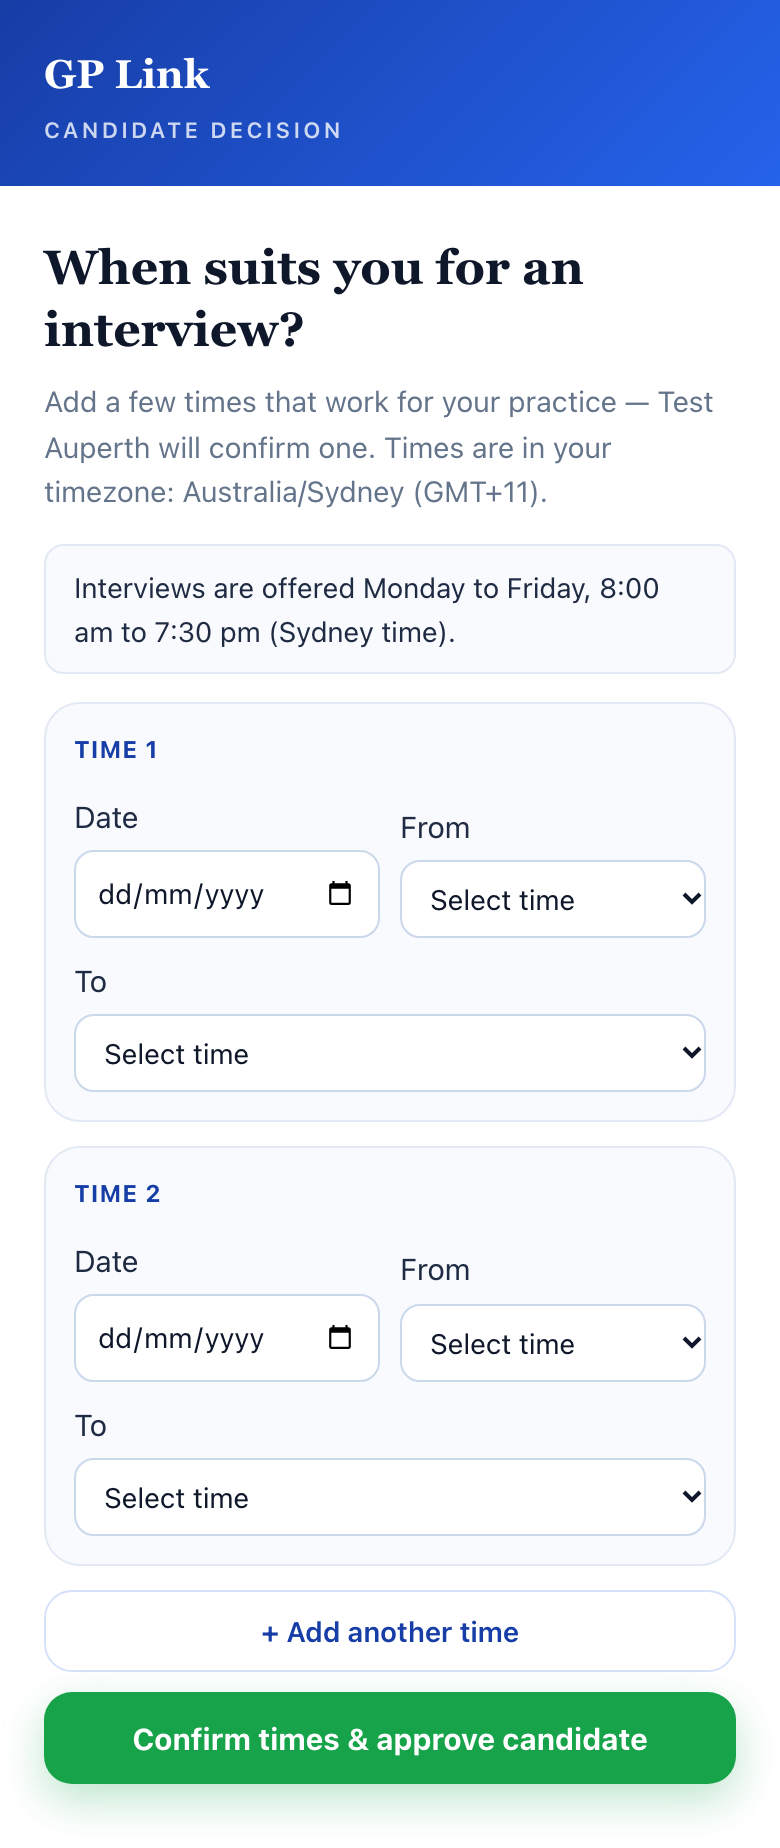 GP Link
CANDIDATE DECISION
When suits you for an
interview?
Add a few times that work for your practice — Test
Auperth will confirm one. Times are in your
timezone: Australia/Sydney (GMT+11).
Interviews are offered Monday to Friday, 8:00
am to 7:30 pm (Sydney time).
TIME 1
Date
From
dd/mm/yyyy
Select time
To
Select time
TIME 2
Date
From
dd/mm/yyyy
Select time
To
Select time
+ Add another time
Confirm times & approve candidate